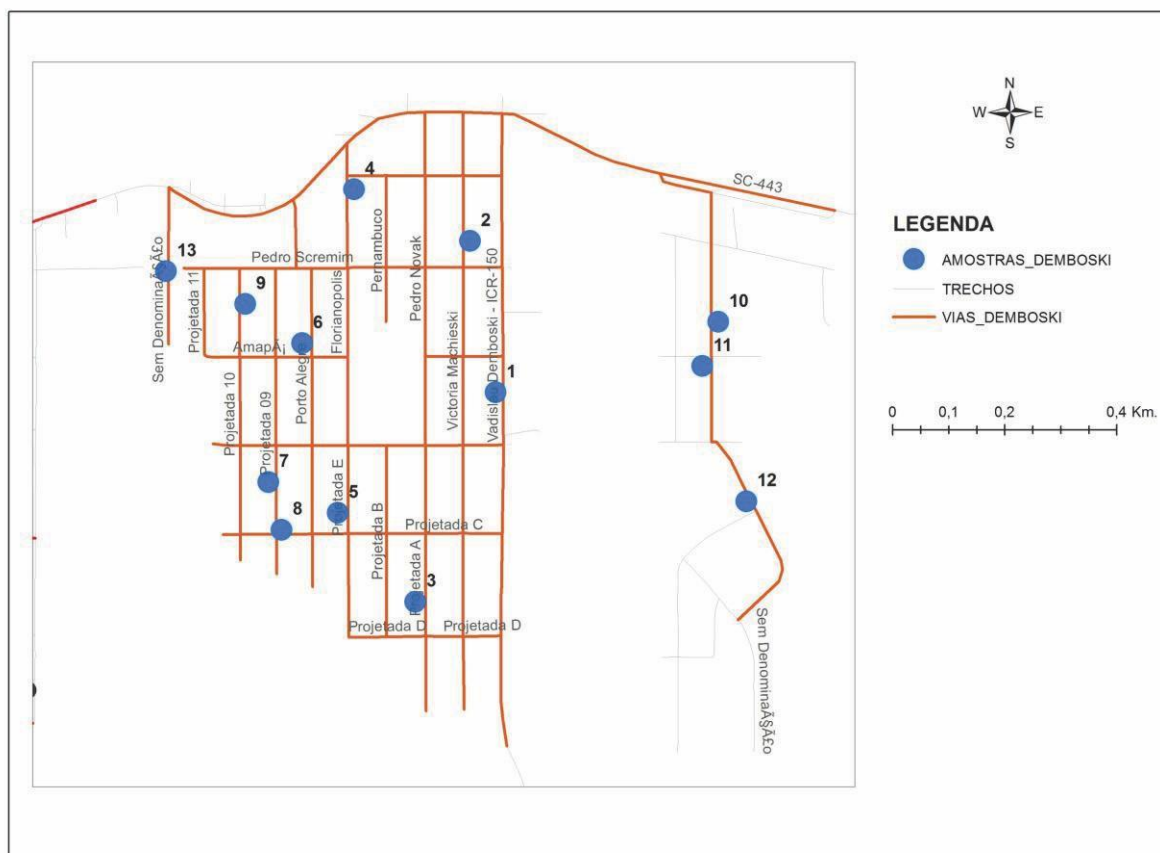 N
W E
S
SC-443
LEGENDA
AMOSTRAS_DEMBOSKI
TRECHOS
VIAS_DEMBOSKI
0 0,1 0,2 0,4 Km.
4
2
13
Pedro Scremim
9
6
AmapÃ¡
10
11
1
7
5
8
12
Projetada C
3
Projetada D
Projetada D
Sem DenominaÃ§Ã£o
Projetada 11
Projetada 10
Projetada 09
Porto Alegre
Florianopolis
Projetada E
Pernambuco
Projetada B
Pedro Novak
Projetada A
Victoria Machieski
Vadislau Demboski - ICR-150
Sem DenominaÃ§Ã£o